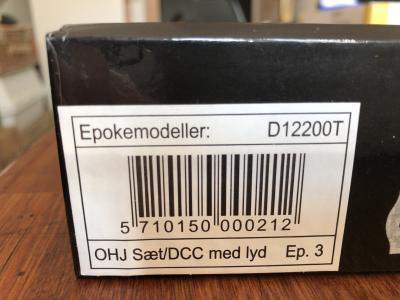 Epokemodeller: D12200T
5 710150 000212
OHJ Sæt/DCC med lyd Ep. 3